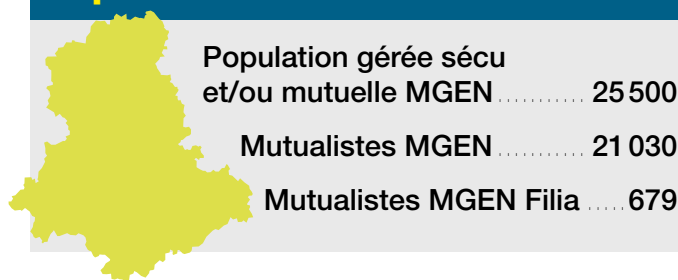 Population gérée sécu
et/ou mutuelle MGEN ........... 25 500
Mutualistes MGEN ........... 21 030
Mutualistes MGEN Filia ..... 679